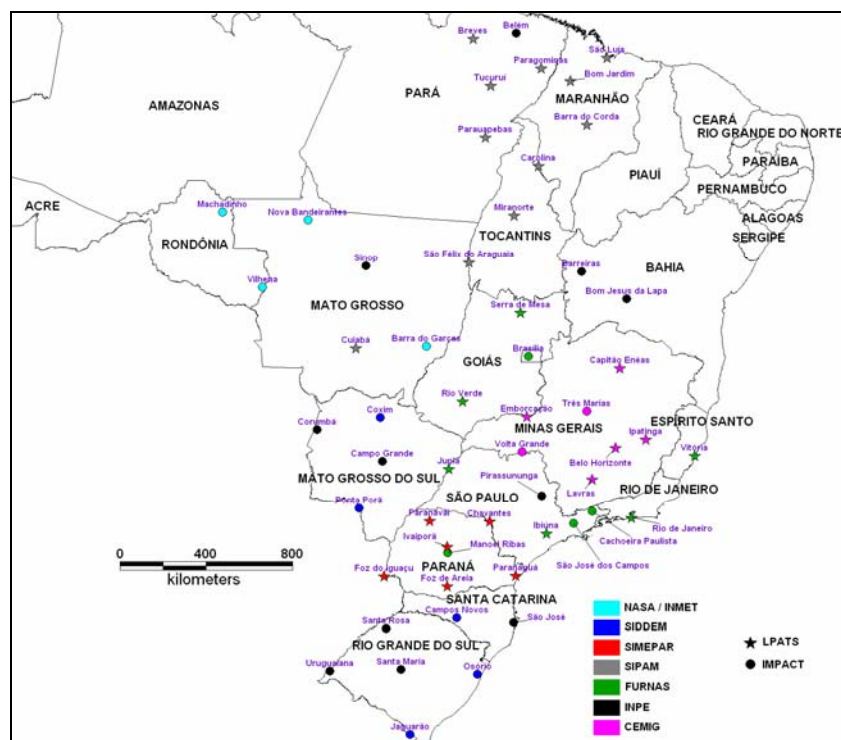 Breves
Belém
São Luis
Paragominas
Bom Jardim
Tucuruí
AMAZONAS
PARÁ
MARANHÃO
Barra do Corda
CEARÁ
RIO GRANDE DO NORTE
Parauapebas
PARAÍBA
Carolina
PIAUÍ
PERNAMBUCO
ACRE
Machadinho
Nova Bandeirantes
Miranorte
ALAGOAS
TOCANTINS
SERGIPE
RONDÔNIA
São Félix do Araguaia
Sinop
Barreiras
BAHIA
Vilhena
Bom Jesus da Lapa
MATO GROSSO
Serra de Mesa
Cuiabá
Barra do Garças
Brasília
GOIÁS
Capitão Enéas
Rio Verde
Três Marias
Coxim
Emborcação
ESPÍRITO SANTO
Corumbá
MINAS GERAIS
Ipatinga
Volta Grande
Vitória
Campo Grande
Jupiá
Belo Horizonte
MATO GROSSO DO SUL
Pirassununga
Lavras
RIO DE JANEIRO
Ponta Porã
SÃO PAULO
Paranavaí
Chavantes
Ibiúna
Rio de Janeiro
Ivaiporã
Manoel Ribas
Cachoeira Paulista
0 400 800
kilometers
PARANÁ
São José dos Campos
Foz do Iguaçu
Foz de Areia
Paranaguá
SANTA CATARINA
Campos Novos
Santa Rosa
São José
RIO GRANDE DO SUL
Uruguaiana
Santa Maria
Osório
Jaguarão
NASA / INMET
SIDDEM
SIMEPAR
SIPAM
FURNAS
INPE
CEMIG
LPATS
IMPACT